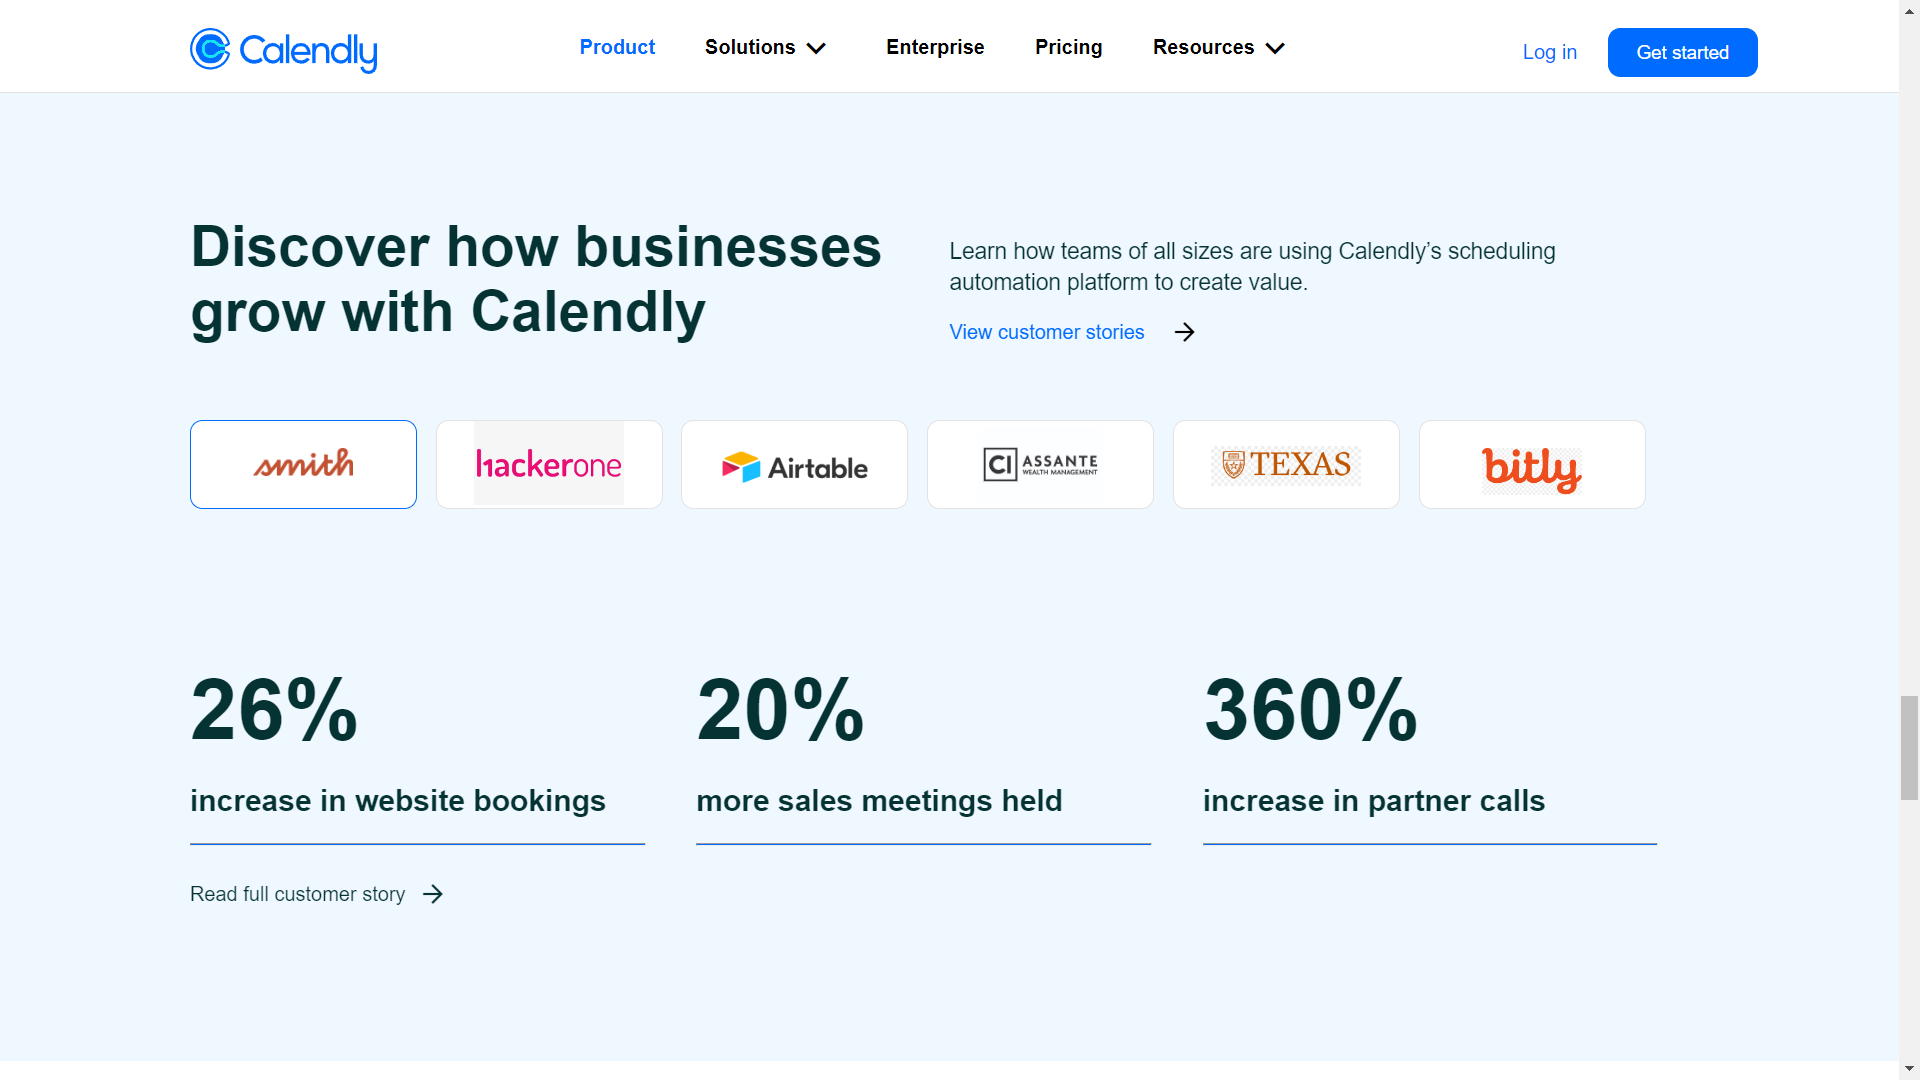 Calendly
Product
Solutions
Enterprise
Pricing
Resources
Log in
Get started
Discover how businesses
grow with Calendly
Learn how teams of all sizes are using Calendly’s scheduling
automation platform to create value.
View customer stories
smith
hackerone
Airtable
CI ASSANTE
WEALTH MANAGEMENT
TEXAS
bitly
26%
increase in website bookings
20%
more sales meetings held
360%
increase in partner calls
Read full customer story